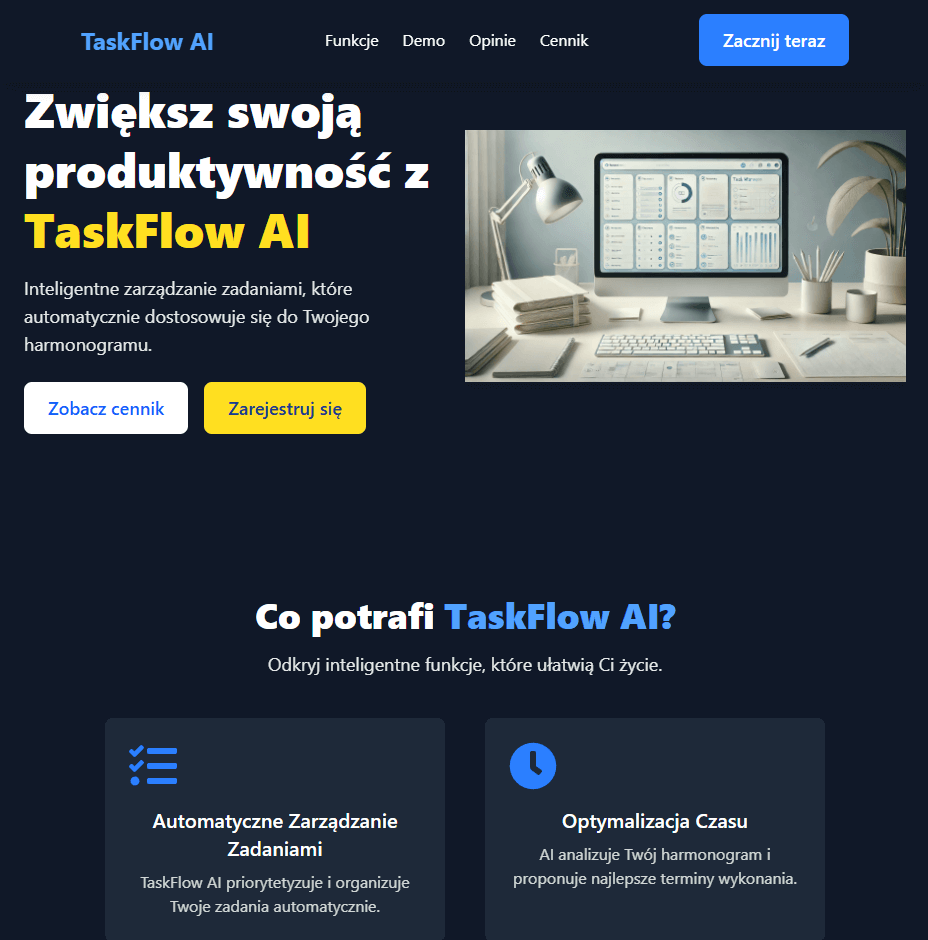 TaskFlow AI
Funkcje Demo Opinie Cennik
Zacznij teraz
Zwiększ swoją
produktywność z
TaskFlow AI
Inteligentne zarządzanie zadaniami, które
automatycznie dostosowuje się do Twojego
harmonogramu.
Zobacz cennik
Zarejestruj się
Co potrafi TaskFlow AI?
Odkryj inteligentne funkcje, które ułatwią Ci życie.
Automatyczne Zarządzanie
Zadaniami
TaskFlow AI priorytetyzuje i organizuje
Twoje zadania automatycznie.
Optymalizacja Czasu
AI analizuje Twój harmonogram i
proponuje najlepsze terminy wykonania.